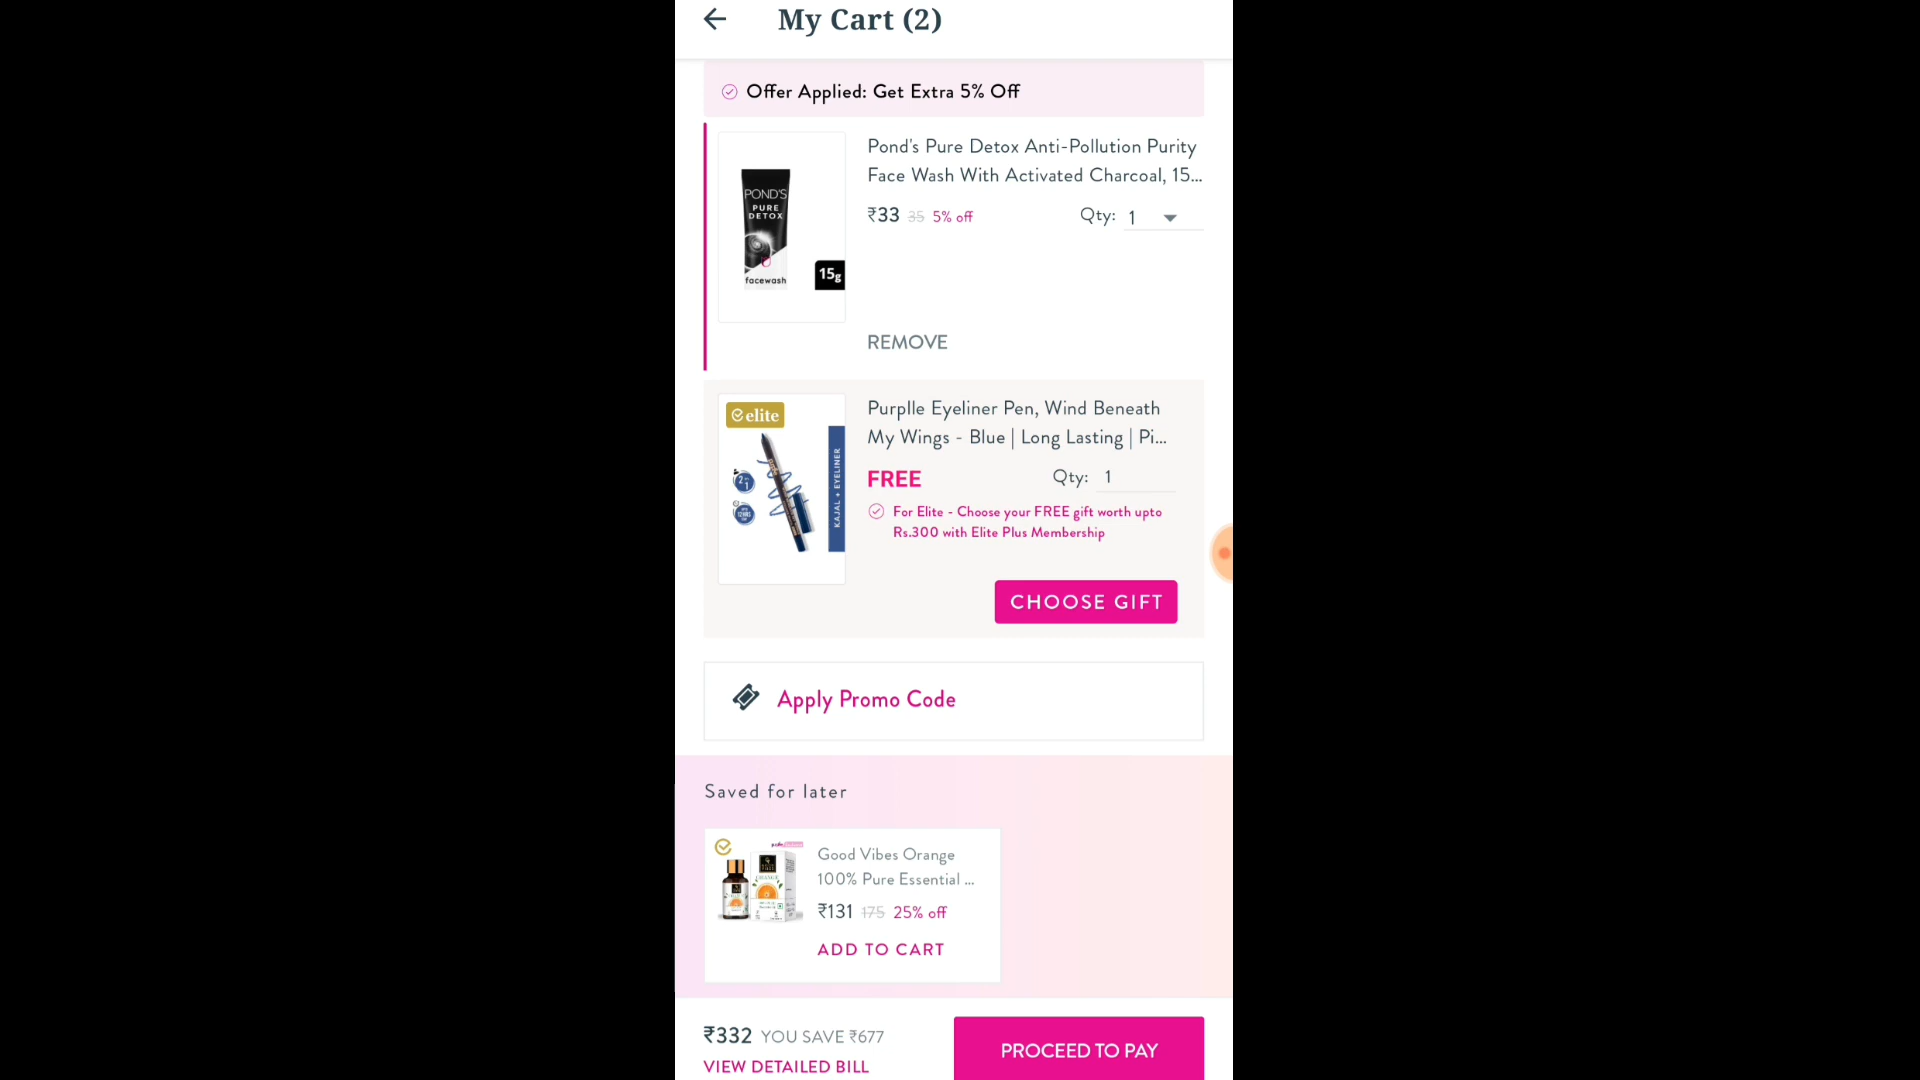 My Cart (2)
Offer Applied: Get Extra 5% Off
Pond's Pure Detox Anti-Pollution Purity
Face Wash With Activated Charcoal, 15...
₹33 35 5% off
Qty: 1
POND'S
PURE
DETOX
facewash
15g
REMOVE
elite
Purplle Eyeliner Pen, Wind Beneath
My Wings - Blue | Long Lasting | Pi...
FREE
Qty: 1
KAJAL + EYELINER
For Elite - Choose your FREE gift worth upto
Rs.300 with Elite Plus Membership
CHOOSE GIFT
Apply Promo Code
Saved for later
Good Vibes Orange
100% Pure Essential ...
₹131 175 25% off
ADD TO CART
₹332 YOU SAVE ₹677
VIEW DETAILED BILL
PROCEED TO PAY